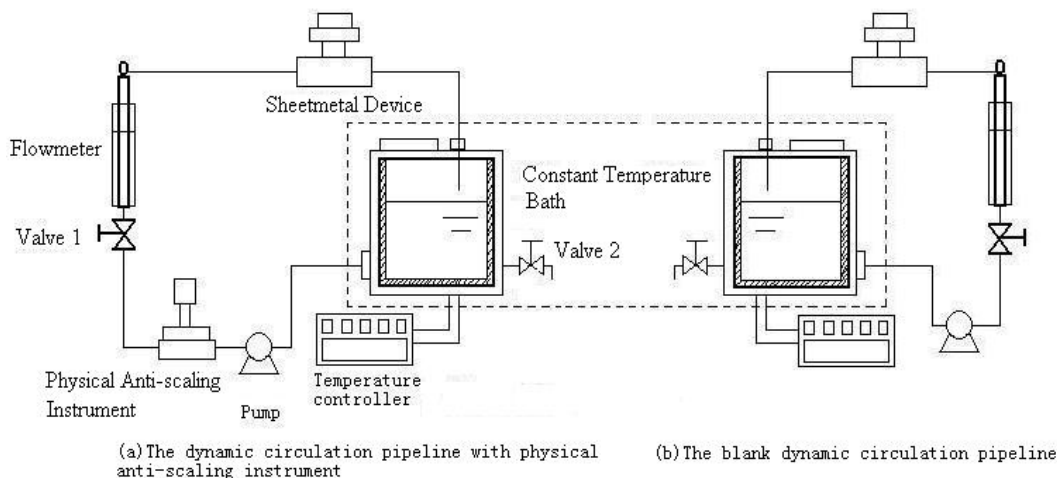 Sheetmetal Device
Flowmeter
Constant Temperature
Bath
Valve 1
Valve 2
Physical Anti-scaling
Instrument
Pump
Temperature
controller
(a)The dynamic circulation pipeline with physical
anti-scaling instrument
(b)The blank dynamic circulation pipeline